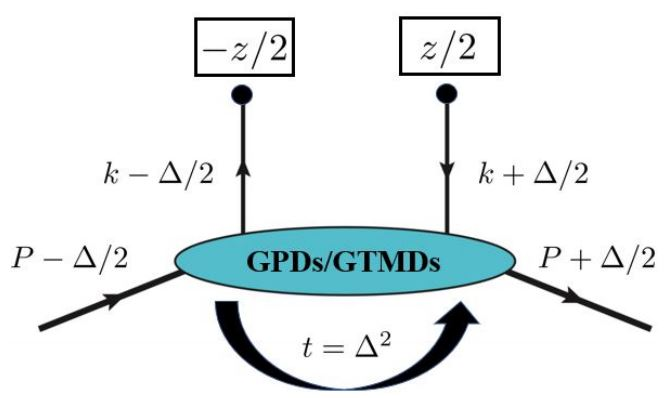 −z/2
z/2
k − Δ/2
k + Δ/2
P − Δ/2
GPDs/GTMDs
P + Δ/2
t = Δ²